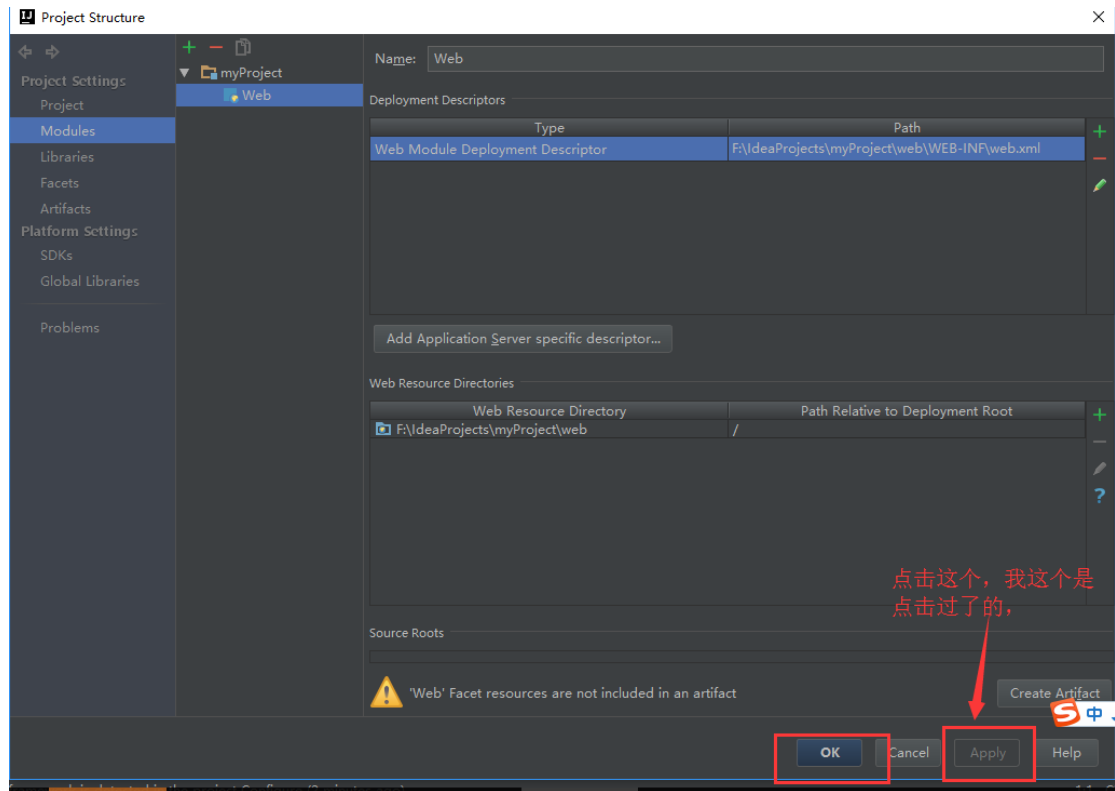 Project Structure
Project Settings
Project
Modules
Libraries
Facets
Artifacts
Platform Settings
SDKs
Global Libraries
Problems
myProject
Web
Name: Web
Deployment Descriptors
Type Path
Web Module Deployment Descriptor F:\IdeaProjects\myProject\web\WEB-INF\web.xml
Add Application Server specific descriptor...
Web Resource Directories
Web Resource Directory Path Relative to Deployment Root
F:\IdeaProjects\myProject\web /
点击这个，我这个是
点击过了的，
Source Roots
'Web' Facet resources are not included in an artifact
Create Artifact
中
OK Cancel Apply Help